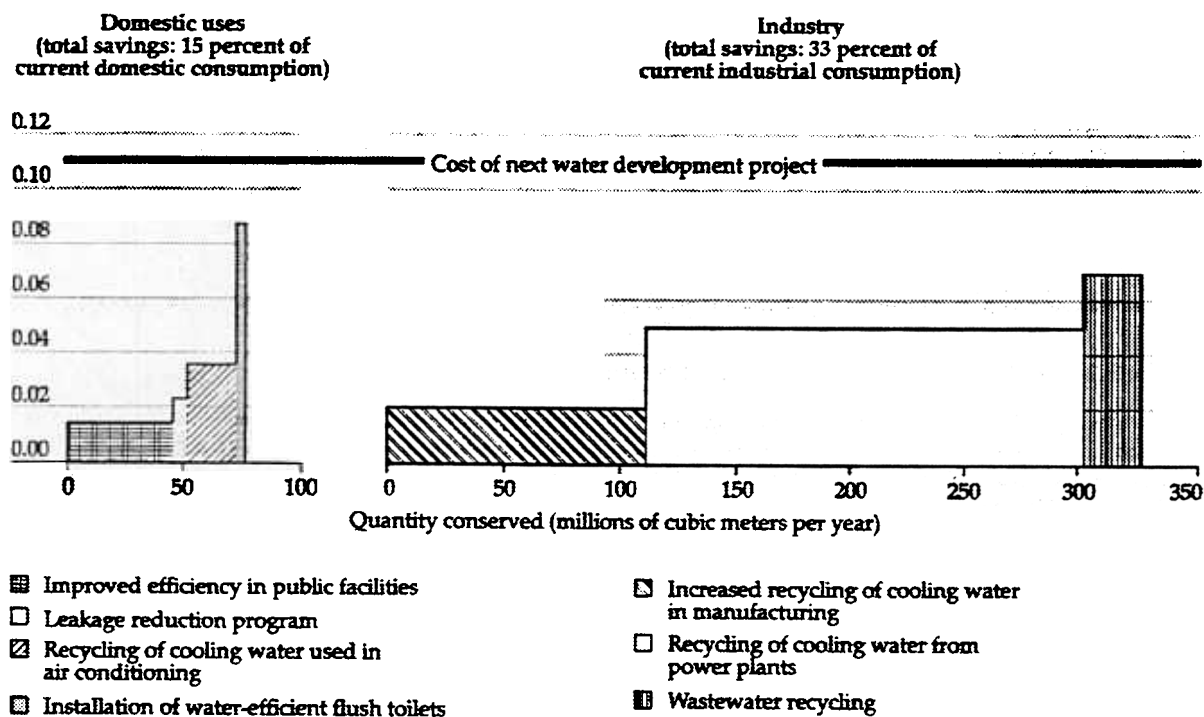 Domestic uses
(total savings: 15 percent of
current domestic consumption)
Industry
(total savings: 33 percent of
current industrial consumption)
0.12
Cost of next water development project
0.10
0.08
0.06
0.04
0.02
0.00
0 50 100
0 50 100 150 200 250 300 350
Quantity conserved (millions of cubic meters per year)
Improved efficiency in public facilities
Leakage reduction program
Recycling of cooling water used in
air conditioning
Installation of water-efficient flush toilets
Increased recycling of cooling water
in manufacturing
Recycling of cooling water from
power plants
Wastewater recycling